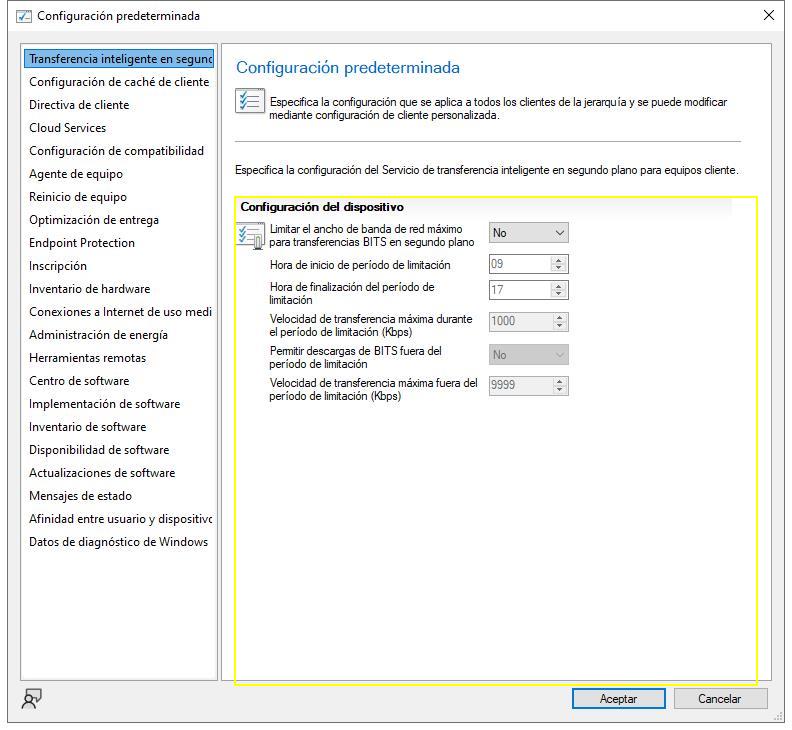 Configuración predeterminada
Transferencia inteligente en segund
Configuración de caché de cliente
Directiva de cliente
Cloud Services
Configuración de compatibilidad
Agente de equipo
Reinicio de equipo
Optimización de entrega
Endpoint Protection
Inscripción
Inventario de hardware
Conexiones a Internet de uso medi
Administración de energía
Herramientas remotas
Centro de software
Implementación de software
Inventario de software
Disponibilidad de software
Actualizaciones de software
Mensajes de estado
Afinidad entre usuario y dispositivo
Datos de diagnóstico de Windows
Configuración predeterminada
Especifica la configuración que se aplica a todos los clientes de la jerarquía y se puede modificar
mediante configuración de cliente personalizada.
Especifica la configuración del Servicio de transferencia inteligente en segundo plano para equipos cliente.
Configuración del dispositivo
Limitar el ancho de banda de red máximo
para transferencias BITS en segundo plano
No
Hora de inicio de período de limitación
09
Hora de finalización del período de
limitación
17
Velocidad de transferencia máxima durante
el período de limitación (Kbps)
1000
Permitir descargas de BITS fuera del
período de limitación
No
Velocidad de transferencia máxima fuera del
período de limitación (Kbps)
9999
Aceptar
Cancelar